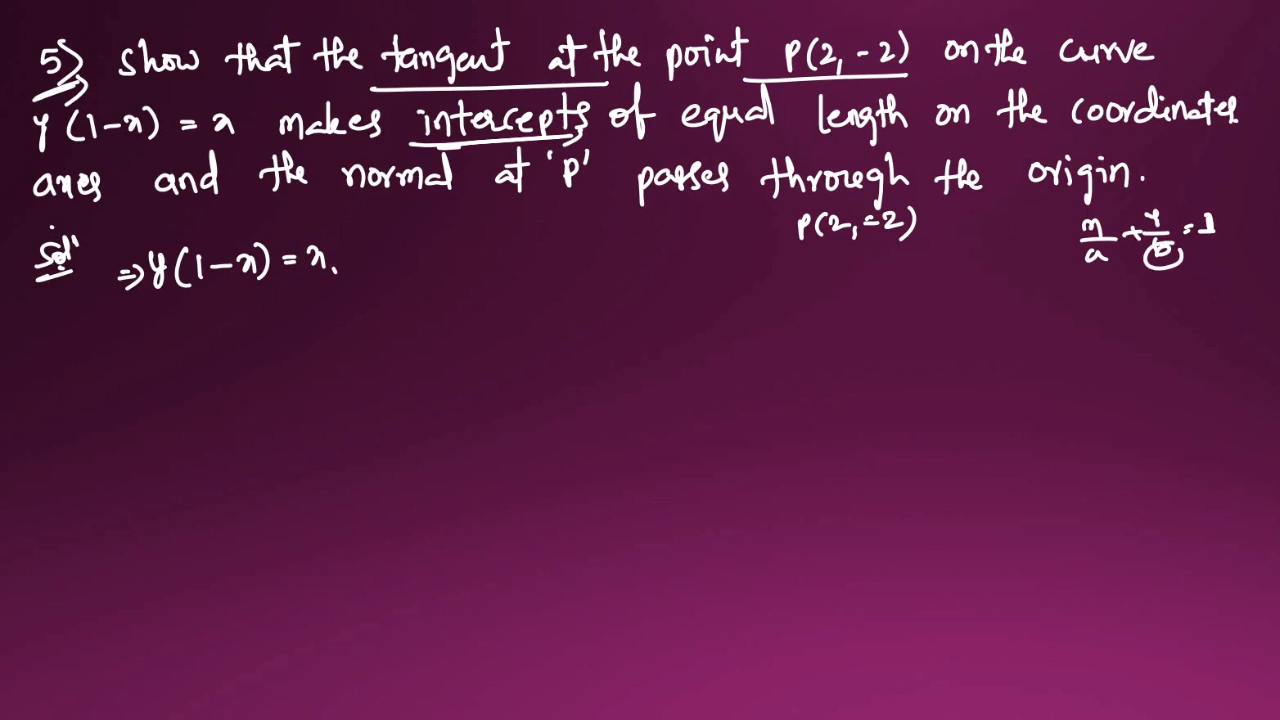 5) show that the tangent at the point P(2, -2) on the curve
y(1-x) = x makes intercepts of equal length on the coordinates
axes and the normal at 'P' passes through the origin.
P(2, -2)
x/a + y/b = 1
Sol:
⇒ y(1-x) = x.